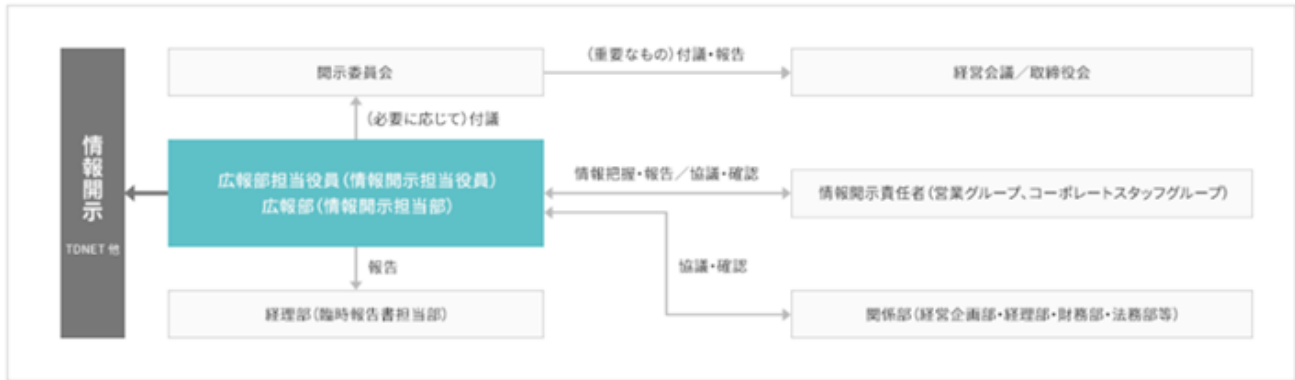 情報開示
TDNET 他
開示委員会
(重要なもの)付議・報告
経営会議／取締役会
(必要に応じて)付議
広報部担当役員(情報開示担当役員)
広報部(情報開示担当部)
情報把握・報告／協議・確認
情報開示責任者(営業グループ、コーポレートスタッフグループ)
報告
協議・確認
経理部(臨時報告書担当部)
関係部(経営企画部・経理部・財務部・法務部等)